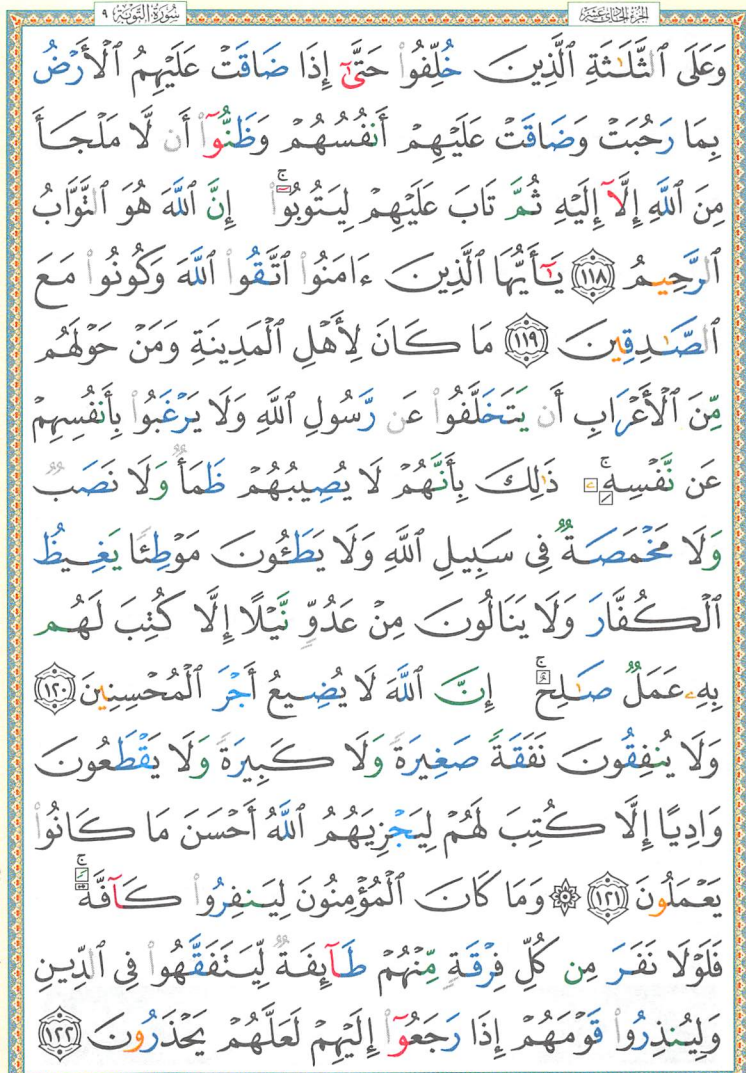 الجزء الحادي عشر سُورَةُ التَّوْبَةِ ٩
وَعَلَى ٱلثَّلَٰثَةِ ٱلَّذِينَ خُلِّفُوا۟ حَتَّىٰٓ إِذَا ضَاقَتْ عَلَيْهِمُ ٱلْأَرْضُ
بِمَا رَحُبَتْ وَضَاقَتْ عَلَيْهِمْ أَنفُسُهُمْ وَظَنُّوٓا۟ أَن لَّا مَلْجَأَ
مِنَ ٱللَّهِ إِلَّآ إِلَيْهِ ثُمَّ تَابَ عَلَيْهِمْ لِيَتُوبُوٓا۟ ۚ إِنَّ ٱللَّهَ هُوَ ٱلتَّوَّابُ
ٱلرَّحِيمُ ١١٨ يَٰٓأَيُّهَا ٱلَّذِينَ ءَامَنُوا۟ ٱتَّقُوا۟ ٱللَّهَ وَكُونُوا۟ مَعَ
ٱلصَّٰدِقِينَ ١١٩ مَا كَانَ لِأَهْلِ ٱلْمَدِينَةِ وَمَنْ حَوْلَهُم
مِّنَ ٱلْأَعْرَابِ أَن يَتَخَلَّفُوا۟ عَن رَّسُولِ ٱللَّهِ وَلَا يَرْغَبُوا۟ بِأَنفُسِهِمْ
عَن نَّفْسِهِۦ ۚ ذَٰلِكَ بِأَنَّهُمْ لَا يُصِيبُهُمْ ظَمَأٌ وَلَا نَصَبٌ
وَلَا مَخْمَصَةٌ فِى سَبِيلِ ٱللَّهِ وَلَا يَطَـُٔونَ مَوْطِئًا يَغِيظُ
ٱلْكُفَّارَ وَلَا يَنَالُونَ مِنْ عَدُوٍّ نَّيْلًا إِلَّا كُتِبَ لَهُم
بِهِۦ عَمَلٌ صَٰلِحٌ ۚ إِنَّ ٱللَّهَ لَا يُضِيعُ أَجْرَ ٱلْمُحْسِنِينَ ١٢٠
وَلَا يُنفِقُونَ نَفَقَةً صَغِيرَةً وَلَا كَبِيرَةً وَلَا يَقْطَعُونَ
وَادِيًا إِلَّا كُتِبَ لَهُمْ لِيَجْزِيَهُمُ ٱللَّهُ أَحْسَنَ مَا كَانُوا۟
يَعْمَلُونَ ١٢١ ۞ وَمَا كَانَ ٱلْمُؤْمِنُونَ لِيَنفِرُوا۟ كَآفَّةً ۚ
فَلَوْلَا نَفَرَ مِن كُلِّ فِرْقَةٍ مِّنْهُمْ طَآئِفَةٌ لِّيَتَفَقَّهُوا۟ فِى ٱلدِّينِ
وَلِيُنذِرُوا۟ قَوْمَهُمْ إِذَا رَجَعُوٓا۟ إِلَيْهِمْ لَعَلَّهُمْ يَحْذَرُونَ ١٢٢